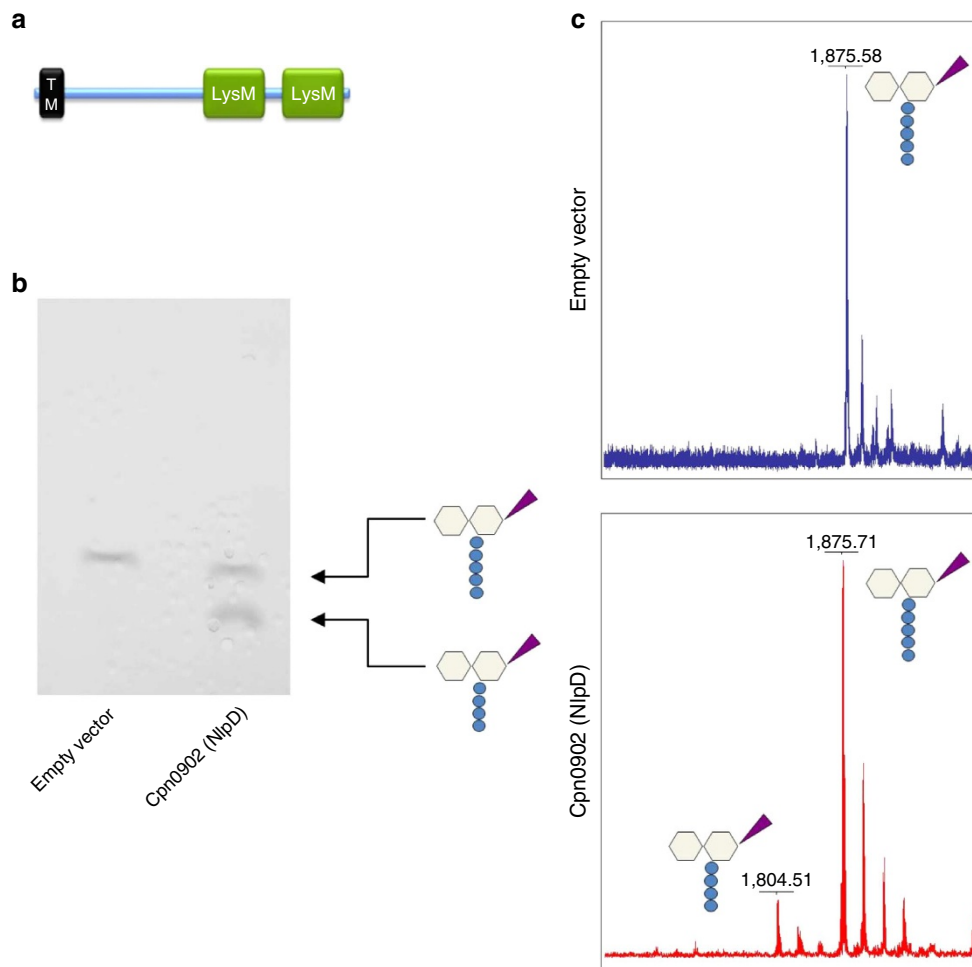 a
TM
LysM
LysM
b
Empty vector
Cpn0902 (NlpD)
c
Empty vector
1,875.58
Cpn0902 (NlpD)
1,875.71
1,804.51